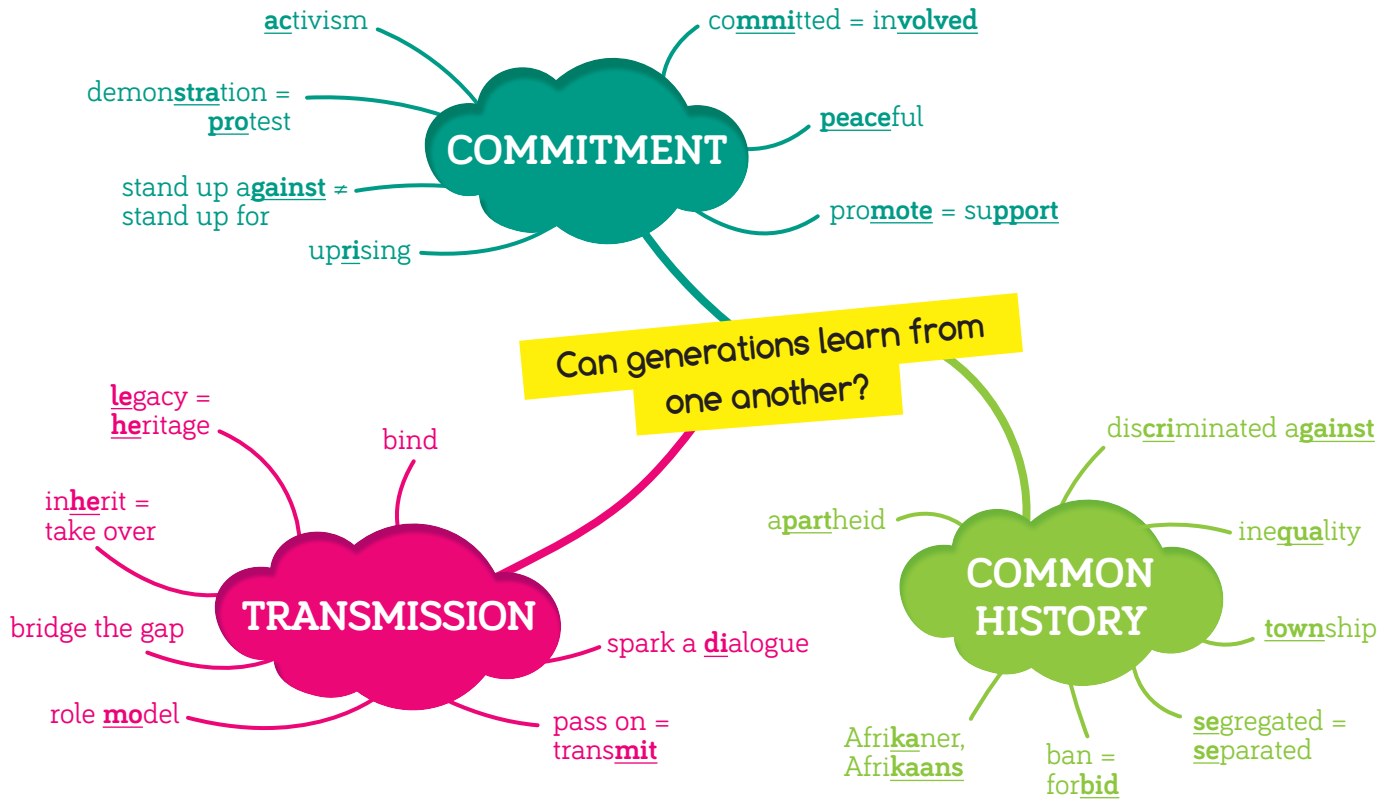 activism
committed = involved
demonstration =
protest
peaceful
COMMITMENT
stand up against ≠
stand up for
promote = support
uprising
Can generations learn from
one another?
legacy =
heritage
bind
inherit =
take over
TRANSMISSION
bridge the gap
spark a dialogue
role model
pass on =
transmit
discriminated against
apartheid
inequality
COMMON
HISTORY
township
Afrikaner,
Afrikaans
ban =
forbid
segregated =
separated